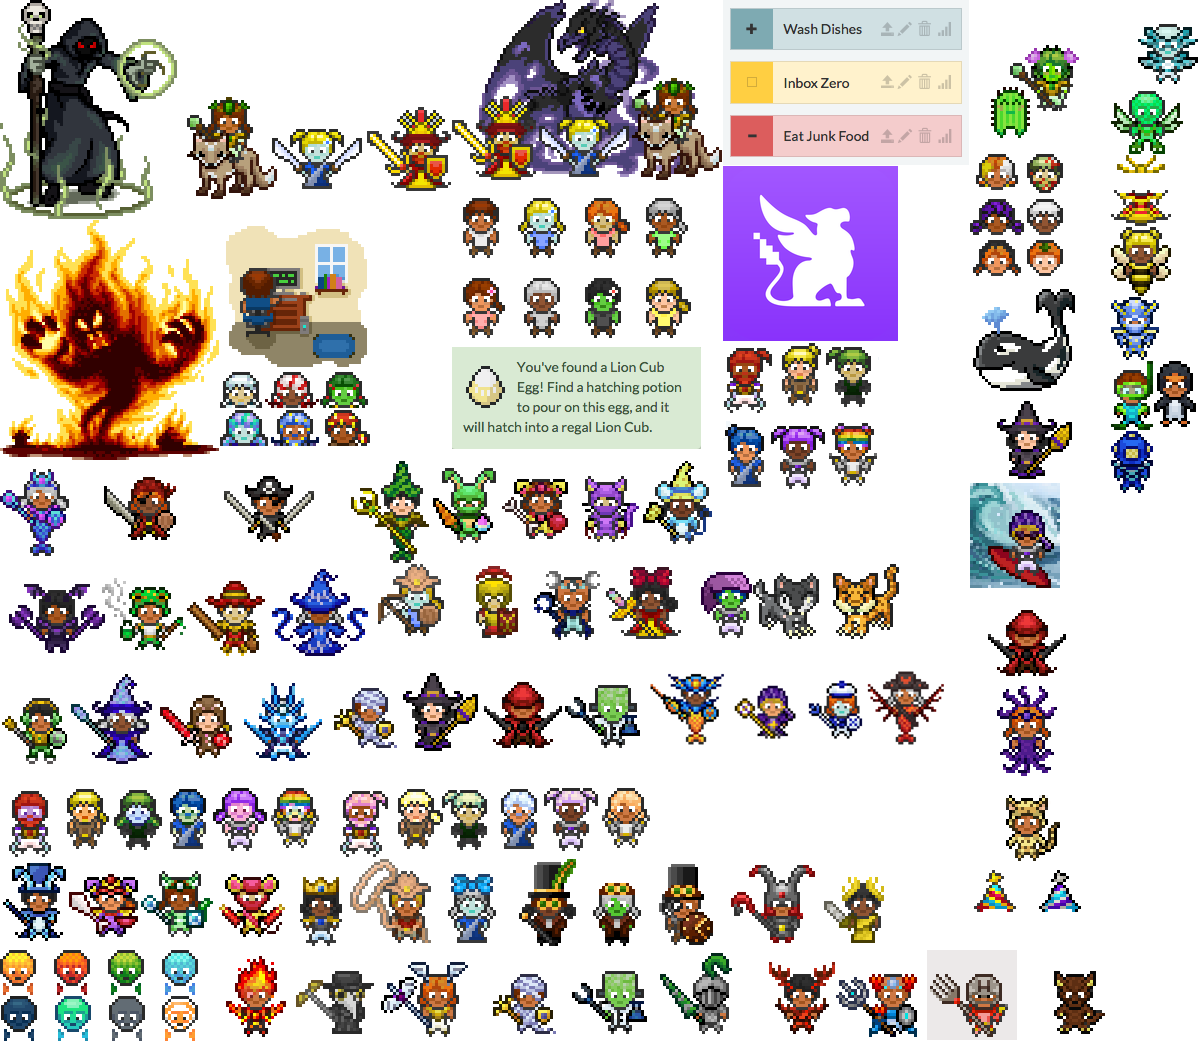 Wash Dishes
Inbox Zero
Eat Junk Food
You've found a Lion Cub
Egg! Find a hatching potion
to pour on this egg, and it
will hatch into a regal Lion Cub.